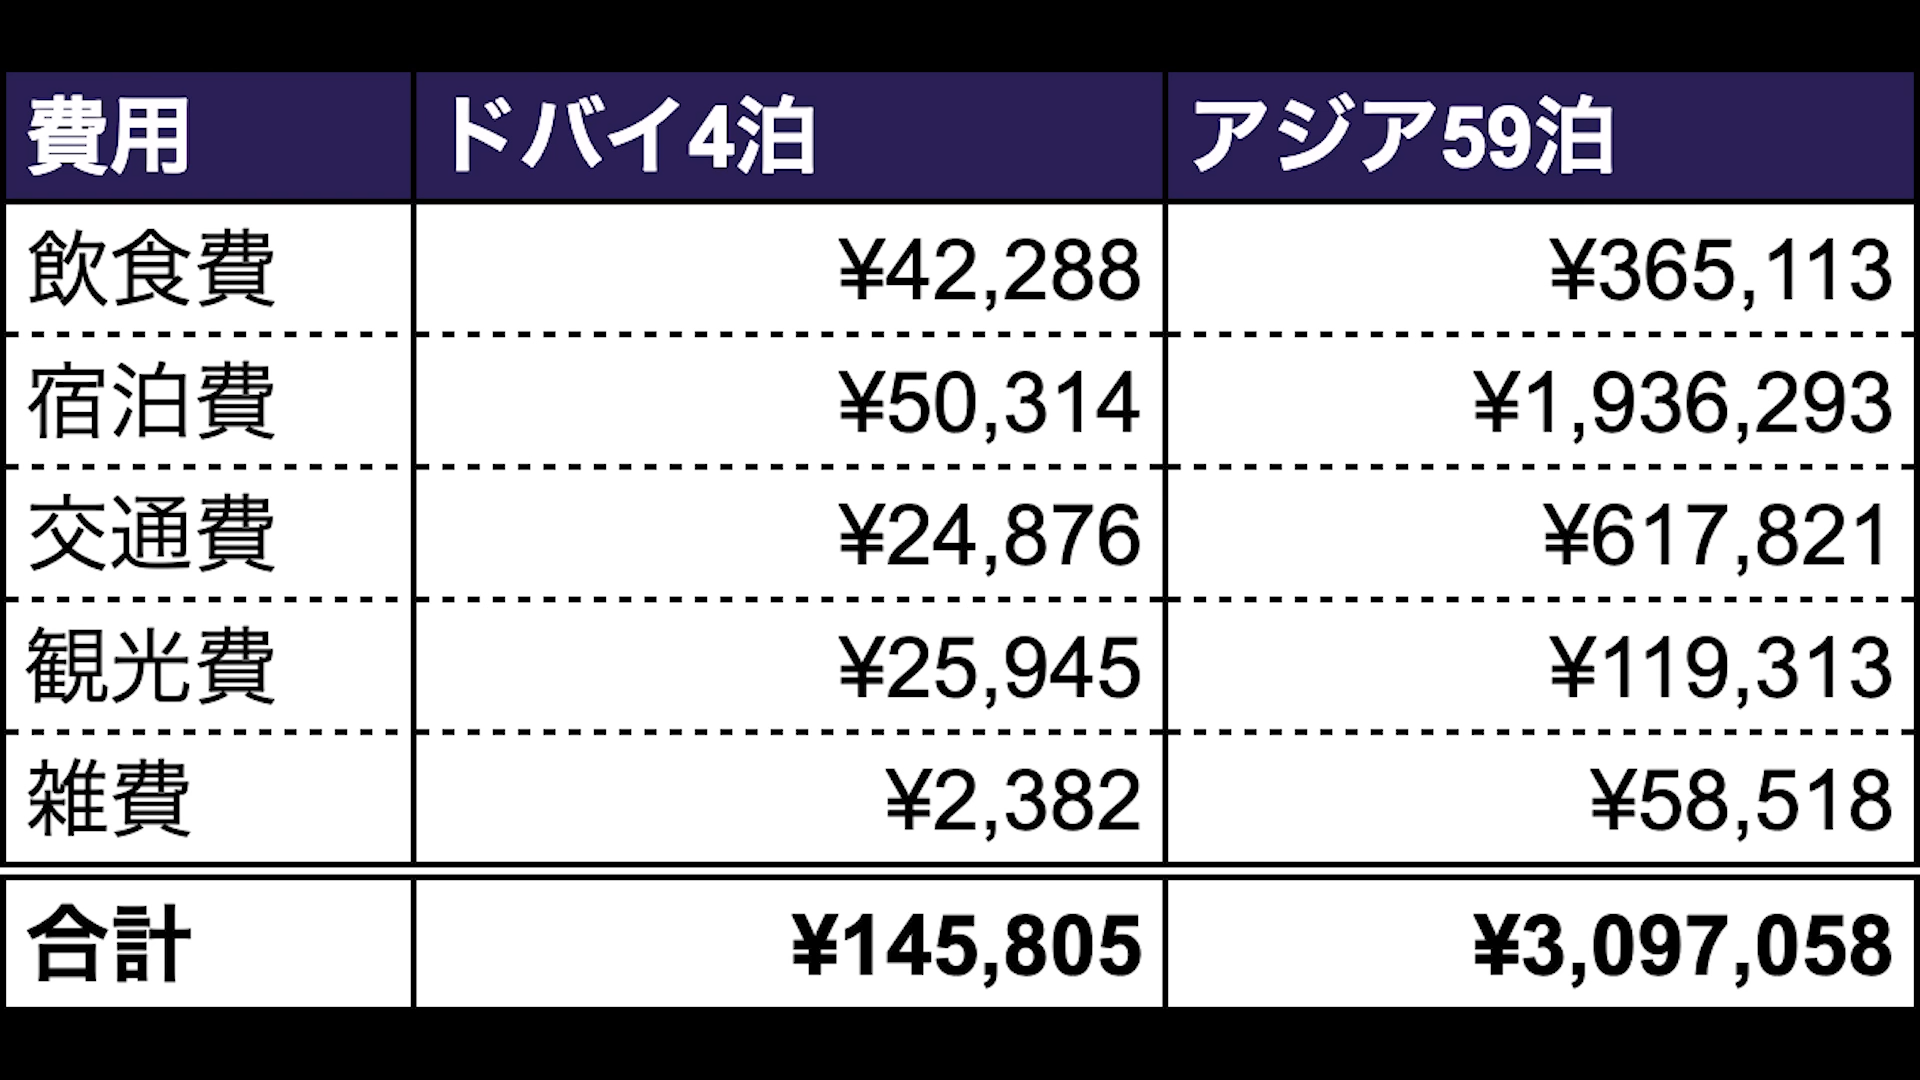 費用 ドバイ4泊 アジア59泊
飲食費 ¥42,288 ¥365,113
宿泊費 ¥50,314 ¥1,936,293
交通費 ¥24,876 ¥617,821
観光費 ¥25,945 ¥119,313
雑費 ¥2,382 ¥58,518
合計 ¥145,805 ¥3,097,058